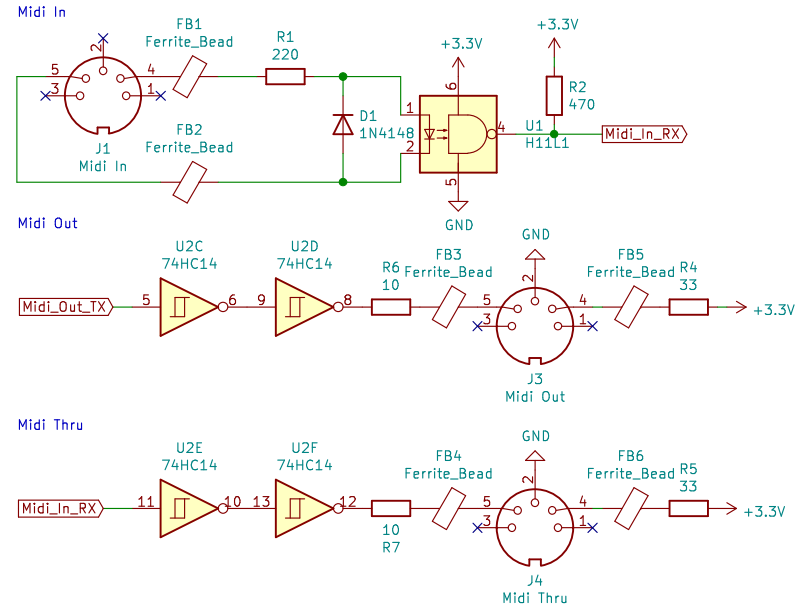 Midi In
FB1
Ferrite_Bead
R1
220
+3.3V
+3.3V
2
5
4
3
1
J1
Midi In
FB2
Ferrite_Bead
D1
1N4148
6
1
2
4
5
U1
H11L1
R2
470
Midi_In_RX
GND
Midi Out
U2C
74HC14
U2D
74HC14
Midi_Out_TX
5
6
9
8
R6
10
FB3
Ferrite_Bead
GND
2
5
4
3
1
J3
Midi Out
FB5
Ferrite_Bead
R4
33
+3.3V
Midi Thru
U2E
74HC14
U2F
74HC14
Midi_In_RX
11
10
13
12
10
R7
FB4
Ferrite_Bead
GND
2
5
4
3
1
J4
Midi Thru
FB6
Ferrite_Bead
R5
33
+3.3V